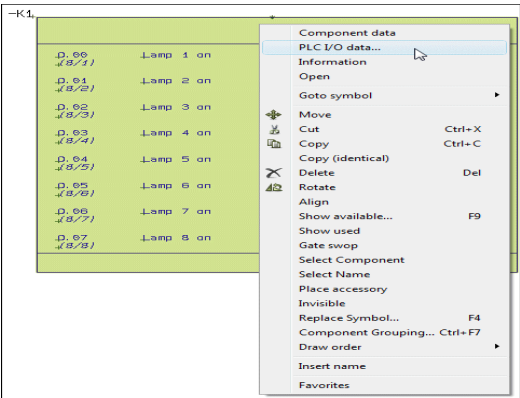 -K1
Component data
PLC I/O data...
Information
Open
Goto symbol
Move
Cut Ctrl+X
Copy Ctrl+C
Copy (identical)
Delete Del
Rotate
Align
Show available... F9
Show used
Gate swop
Select Component
Select Name
Place accessory
Invisible
Replace Symbol... F4
Component Grouping... Ctrl+F7
Draw order
Insert name
Favorites
.00 Lamp 1 on
(8/1)
.01 Lamp 2 on
(8/2)
.02 Lamp 3 on
(8/3)
.03 Lamp 4 on
(8/4)
.04 Lamp 5 on
(8/5)
.05 Lamp 6 on
(8/6)
.06 Lamp 7 on
(8/7)
.07 Lamp 8 on
(8/8)